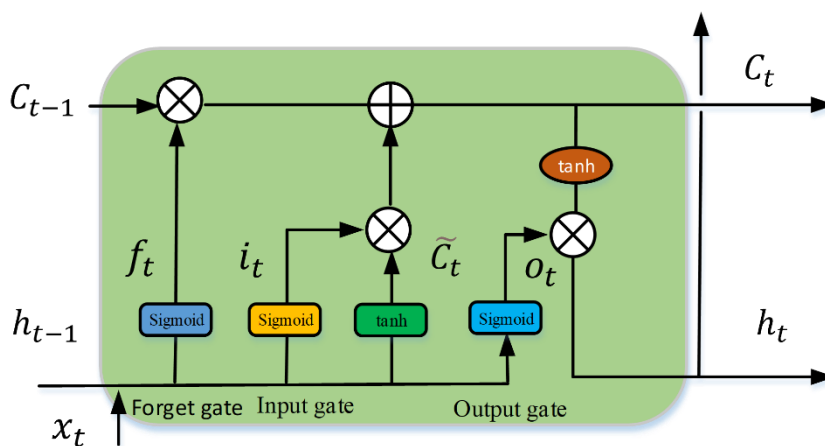 C_{t-1}
C_t
tanh
f_t
i_t
C̃_t
o_t
h_{t-1}
Sigmoid
Sigmoid
tanh
Sigmoid
h_t
Forget gate
Input gate
Output gate
x_t